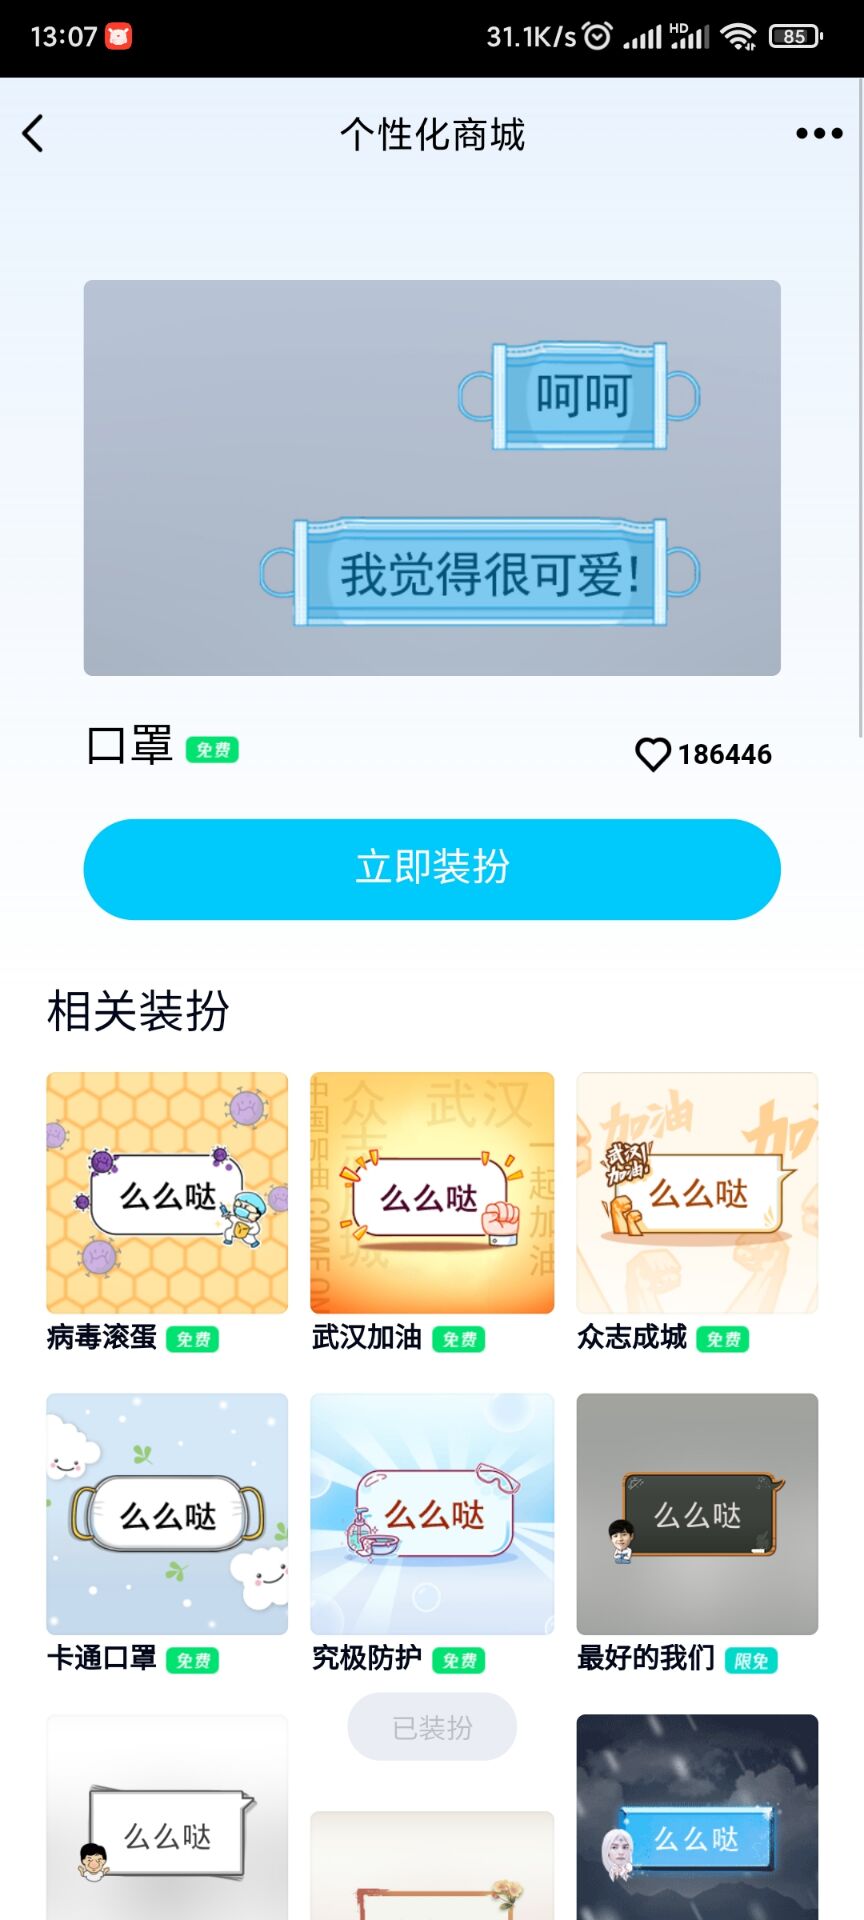 13:07
31.1K/s
HD
85
个性化商城
呵呵
我觉得很可爱!
口罩 免费
186446
立即装扮
相关装扮
么么哒
武汉
众志
城
中国加油 COME ON
一起加油
么么哒
加油
加
武汉
加油!
么么哒
病毒滚蛋 免费
武汉加油 免费
众志成城 免费
么么哒
么么哒
么么哒
卡通口罩 免费
究极防护 免费
最好的我们 限免
已装扮
么么哒
么么哒